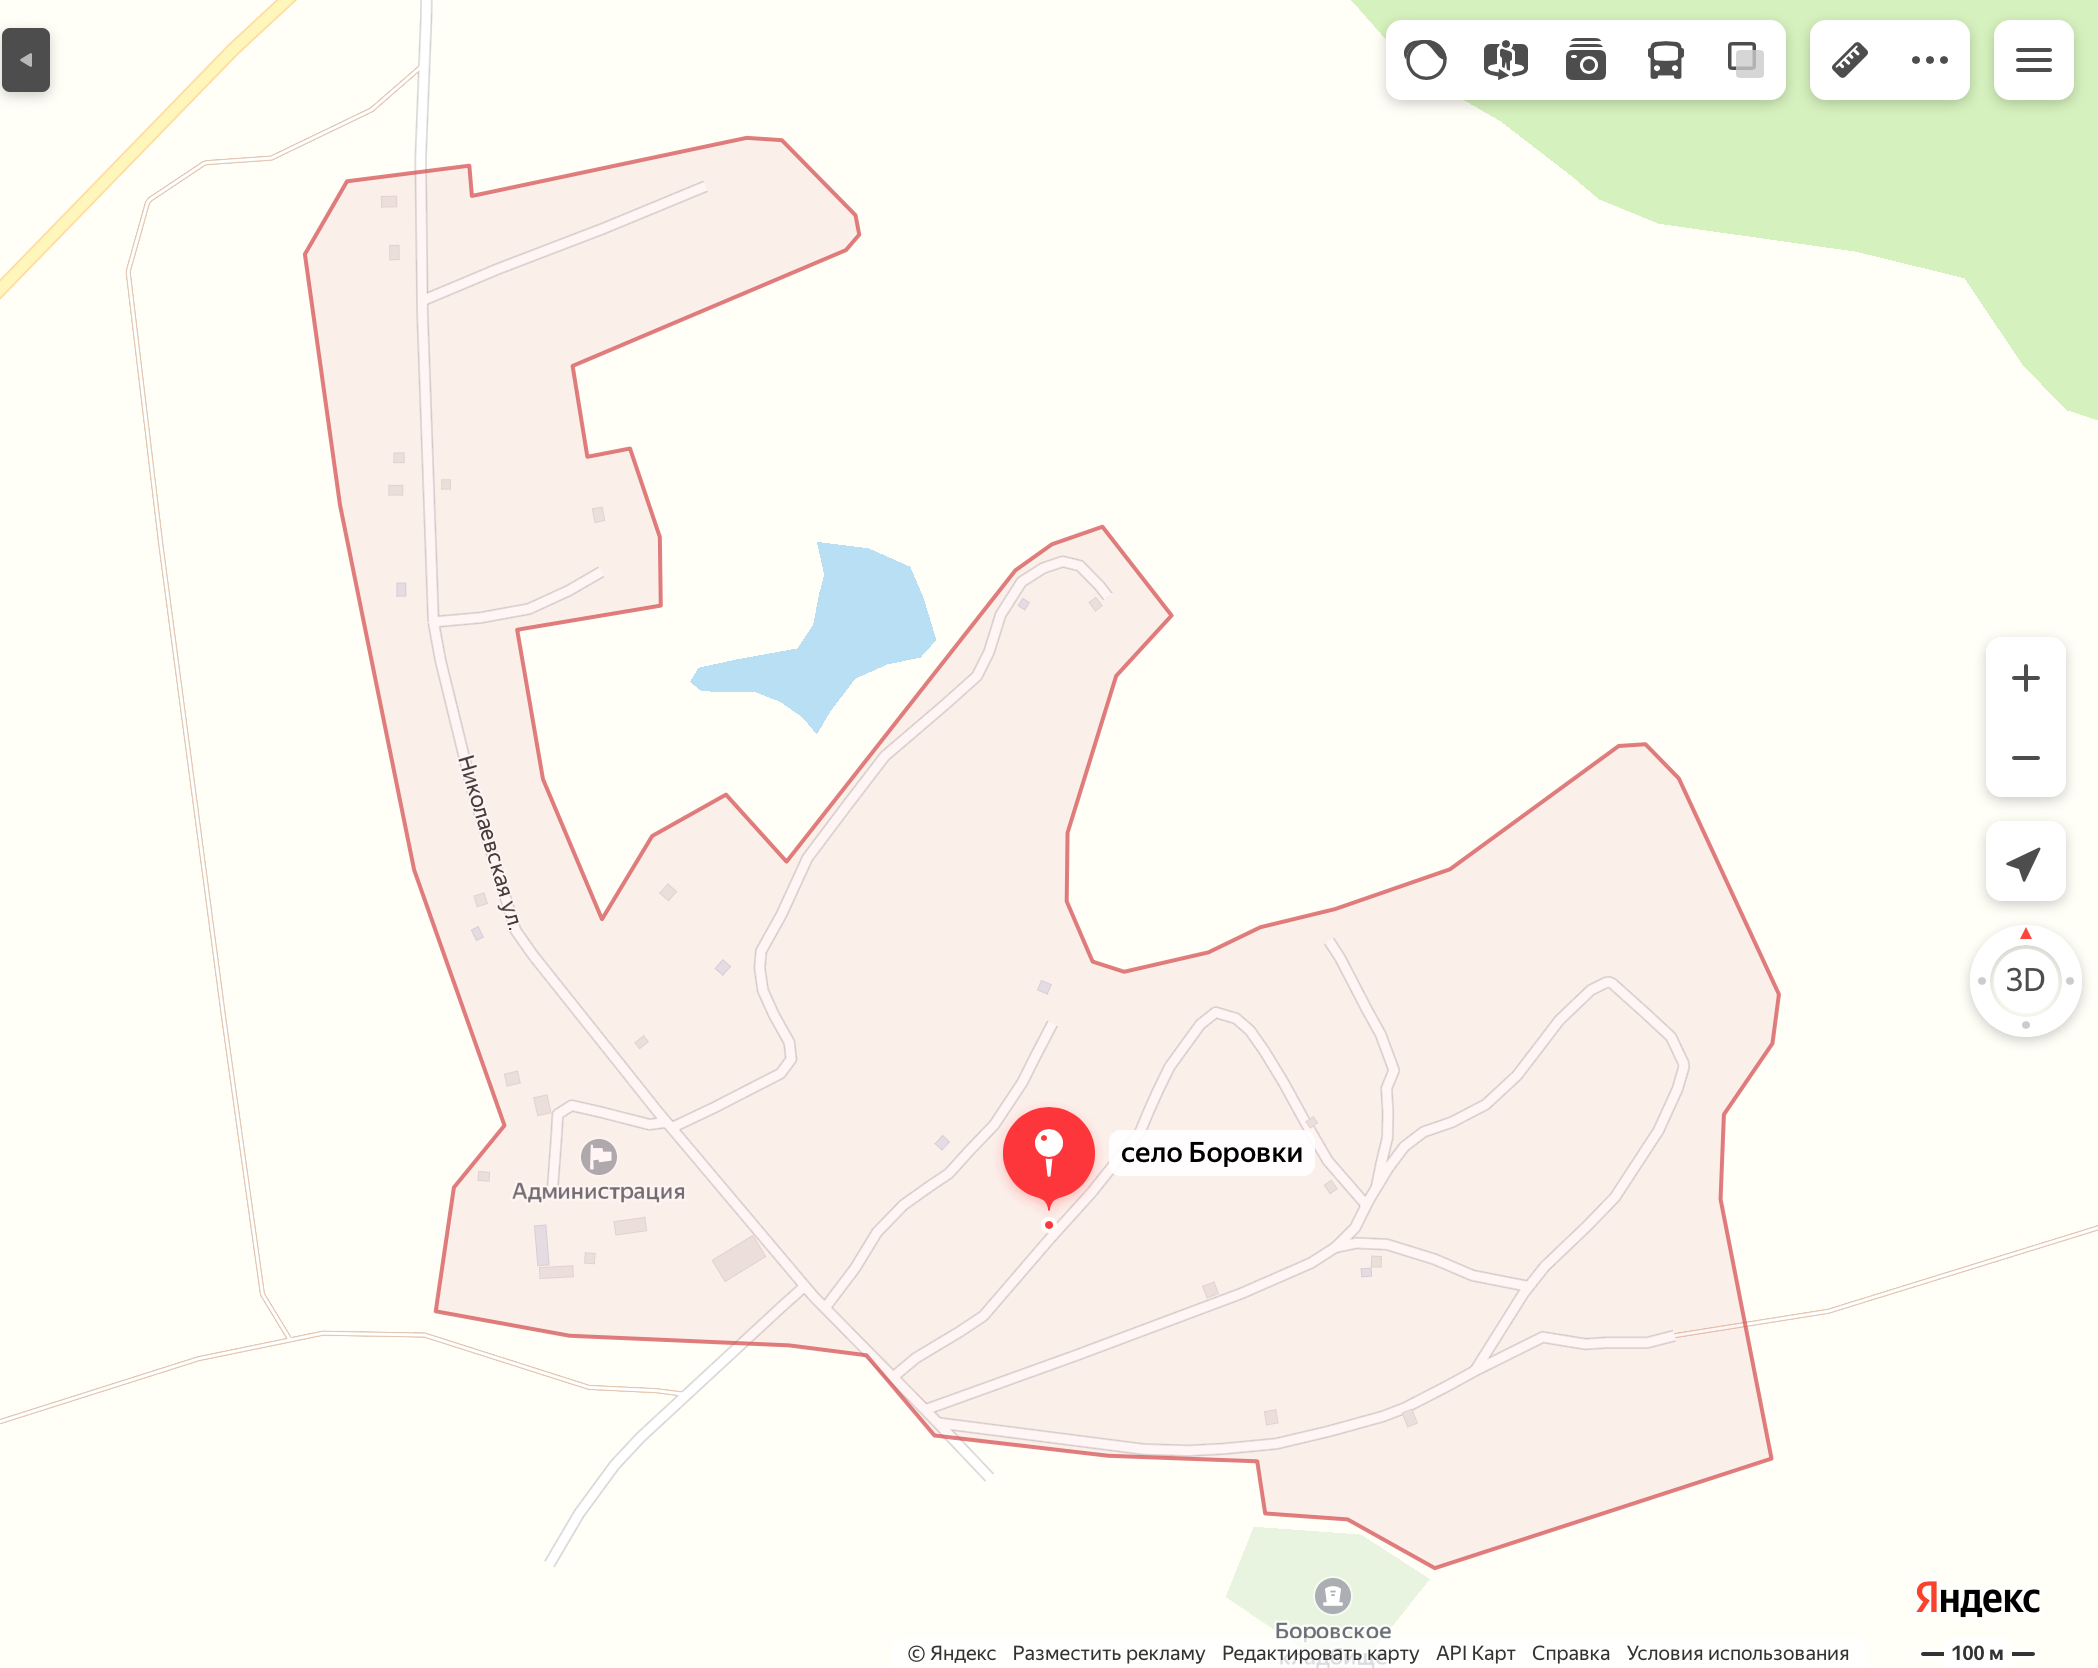 Николаевская ул.
Администрация
село Боровки
3D
Боровское
кладбище
Яндекс
© Яндекс Разместить рекламу Редактировать карту API Карт Справка Условия использования
100 м